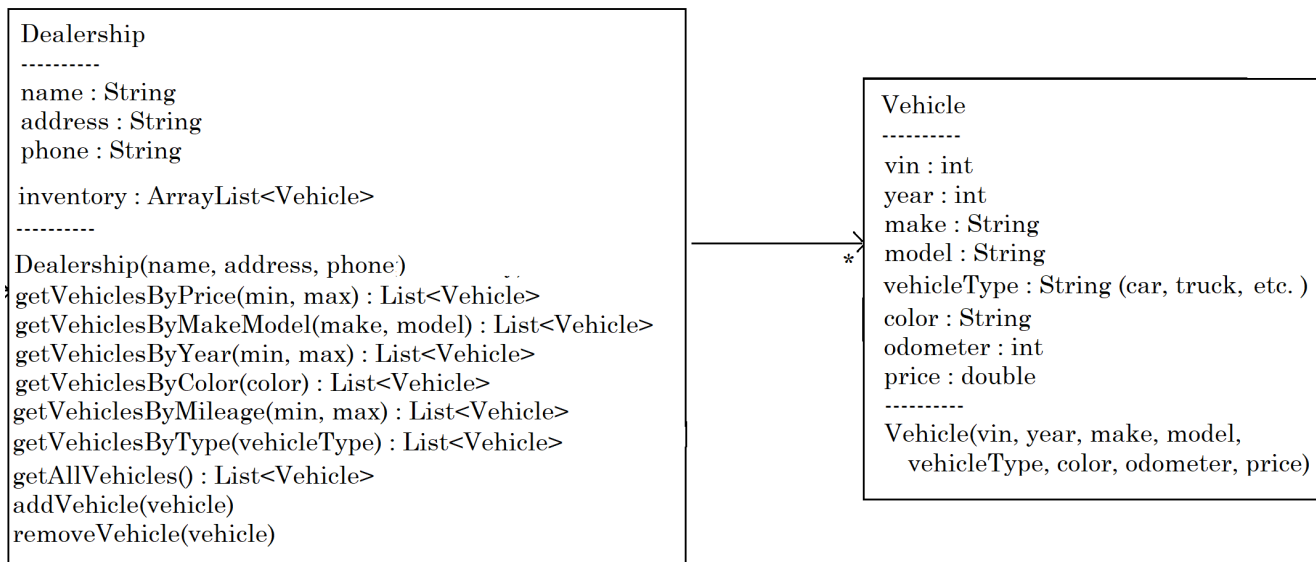 Dealership
----------
name : String
address : String
phone : String
inventory : ArrayList<Vehicle>
----------
Dealership(name, address, phone)
getVehiclesByPrice(min, max) : List<Vehicle>
getVehiclesByMakeModel(make, model) : List<Vehicle>
getVehiclesByYear(min, max) : List<Vehicle>
getVehiclesByColor(color) : List<Vehicle>
getVehiclesByMileage(min, max) : List<Vehicle>
getVehiclesByType(vehicleType) : List<Vehicle>
getAllVehicles() : List<Vehicle>
addVehicle(vehicle)
removeVehicle(vehicle)
*
Vehicle
----------
vin : int
year : int
make : String
model : String
vehicleType : String (car, truck, etc. )
color : String
odometer : int
price : double
----------
Vehicle(vin, year, make, model,
vehicleType, color, odometer, price)